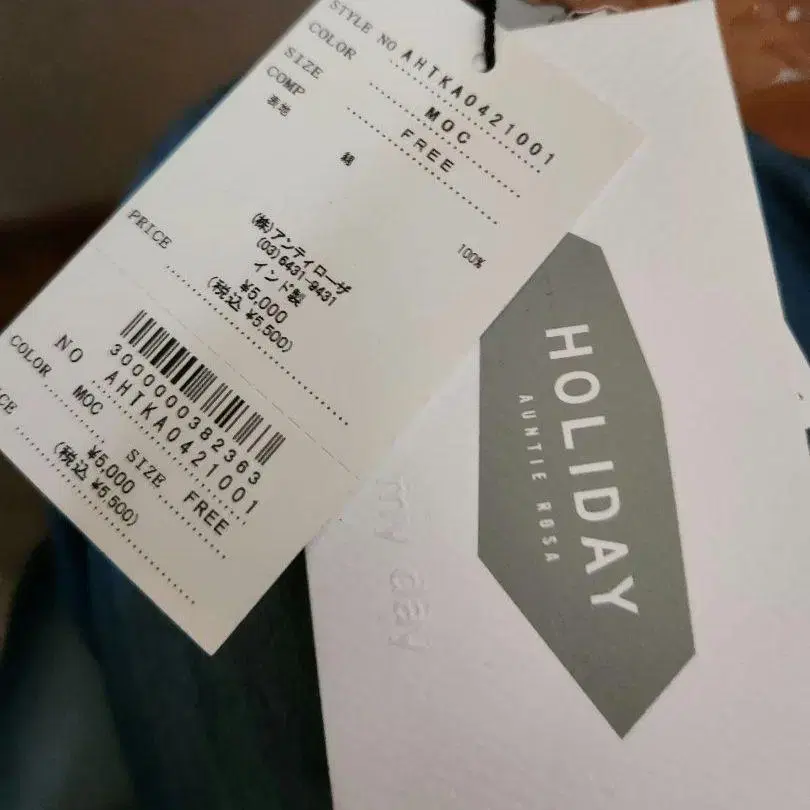 STYLE NO AHTKA0421001
COLOR MOC
SIZE FREE
COMP
表地
綿 100%
(株)アンティローザ
(03)6431-9431
インド製
PRICE ¥5,000
(税込 ¥5,500)
3000000382363
NO AHTKA0421001
COLOR MOC SIZE FREE
¥5,000
(税込 ¥5,500)
HOLIDAY
AUNTIE ROSA
my day